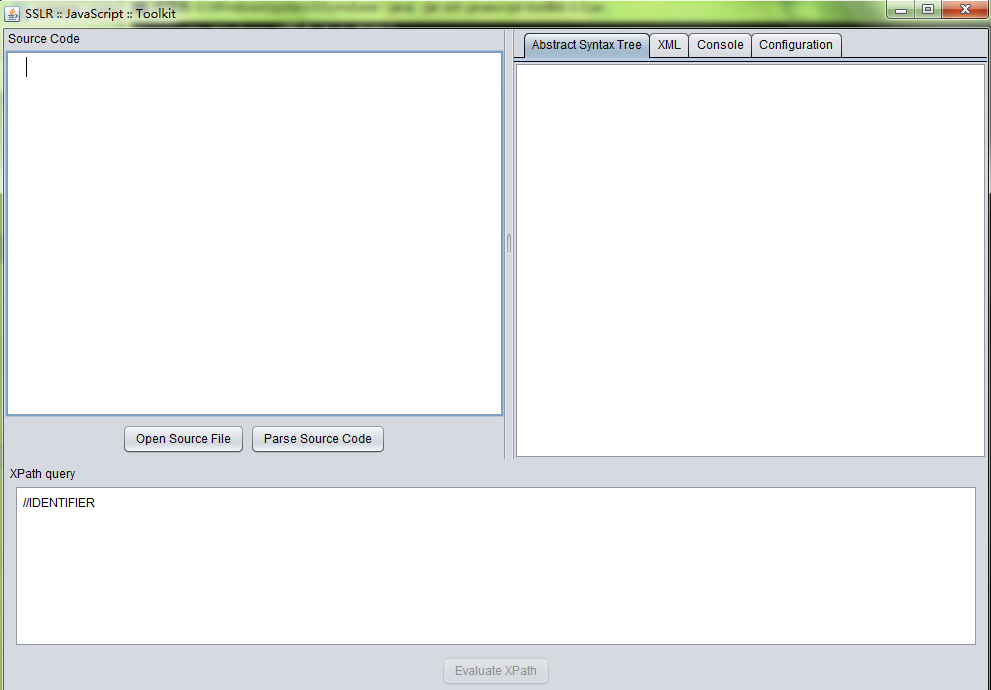 SSLR :: JavaScript :: Toolkit
Source Code
Abstract Syntax Tree XML Console Configuration
Open Source File Parse Source Code
XPath query
//IDENTIFIER
Evaluate XPath